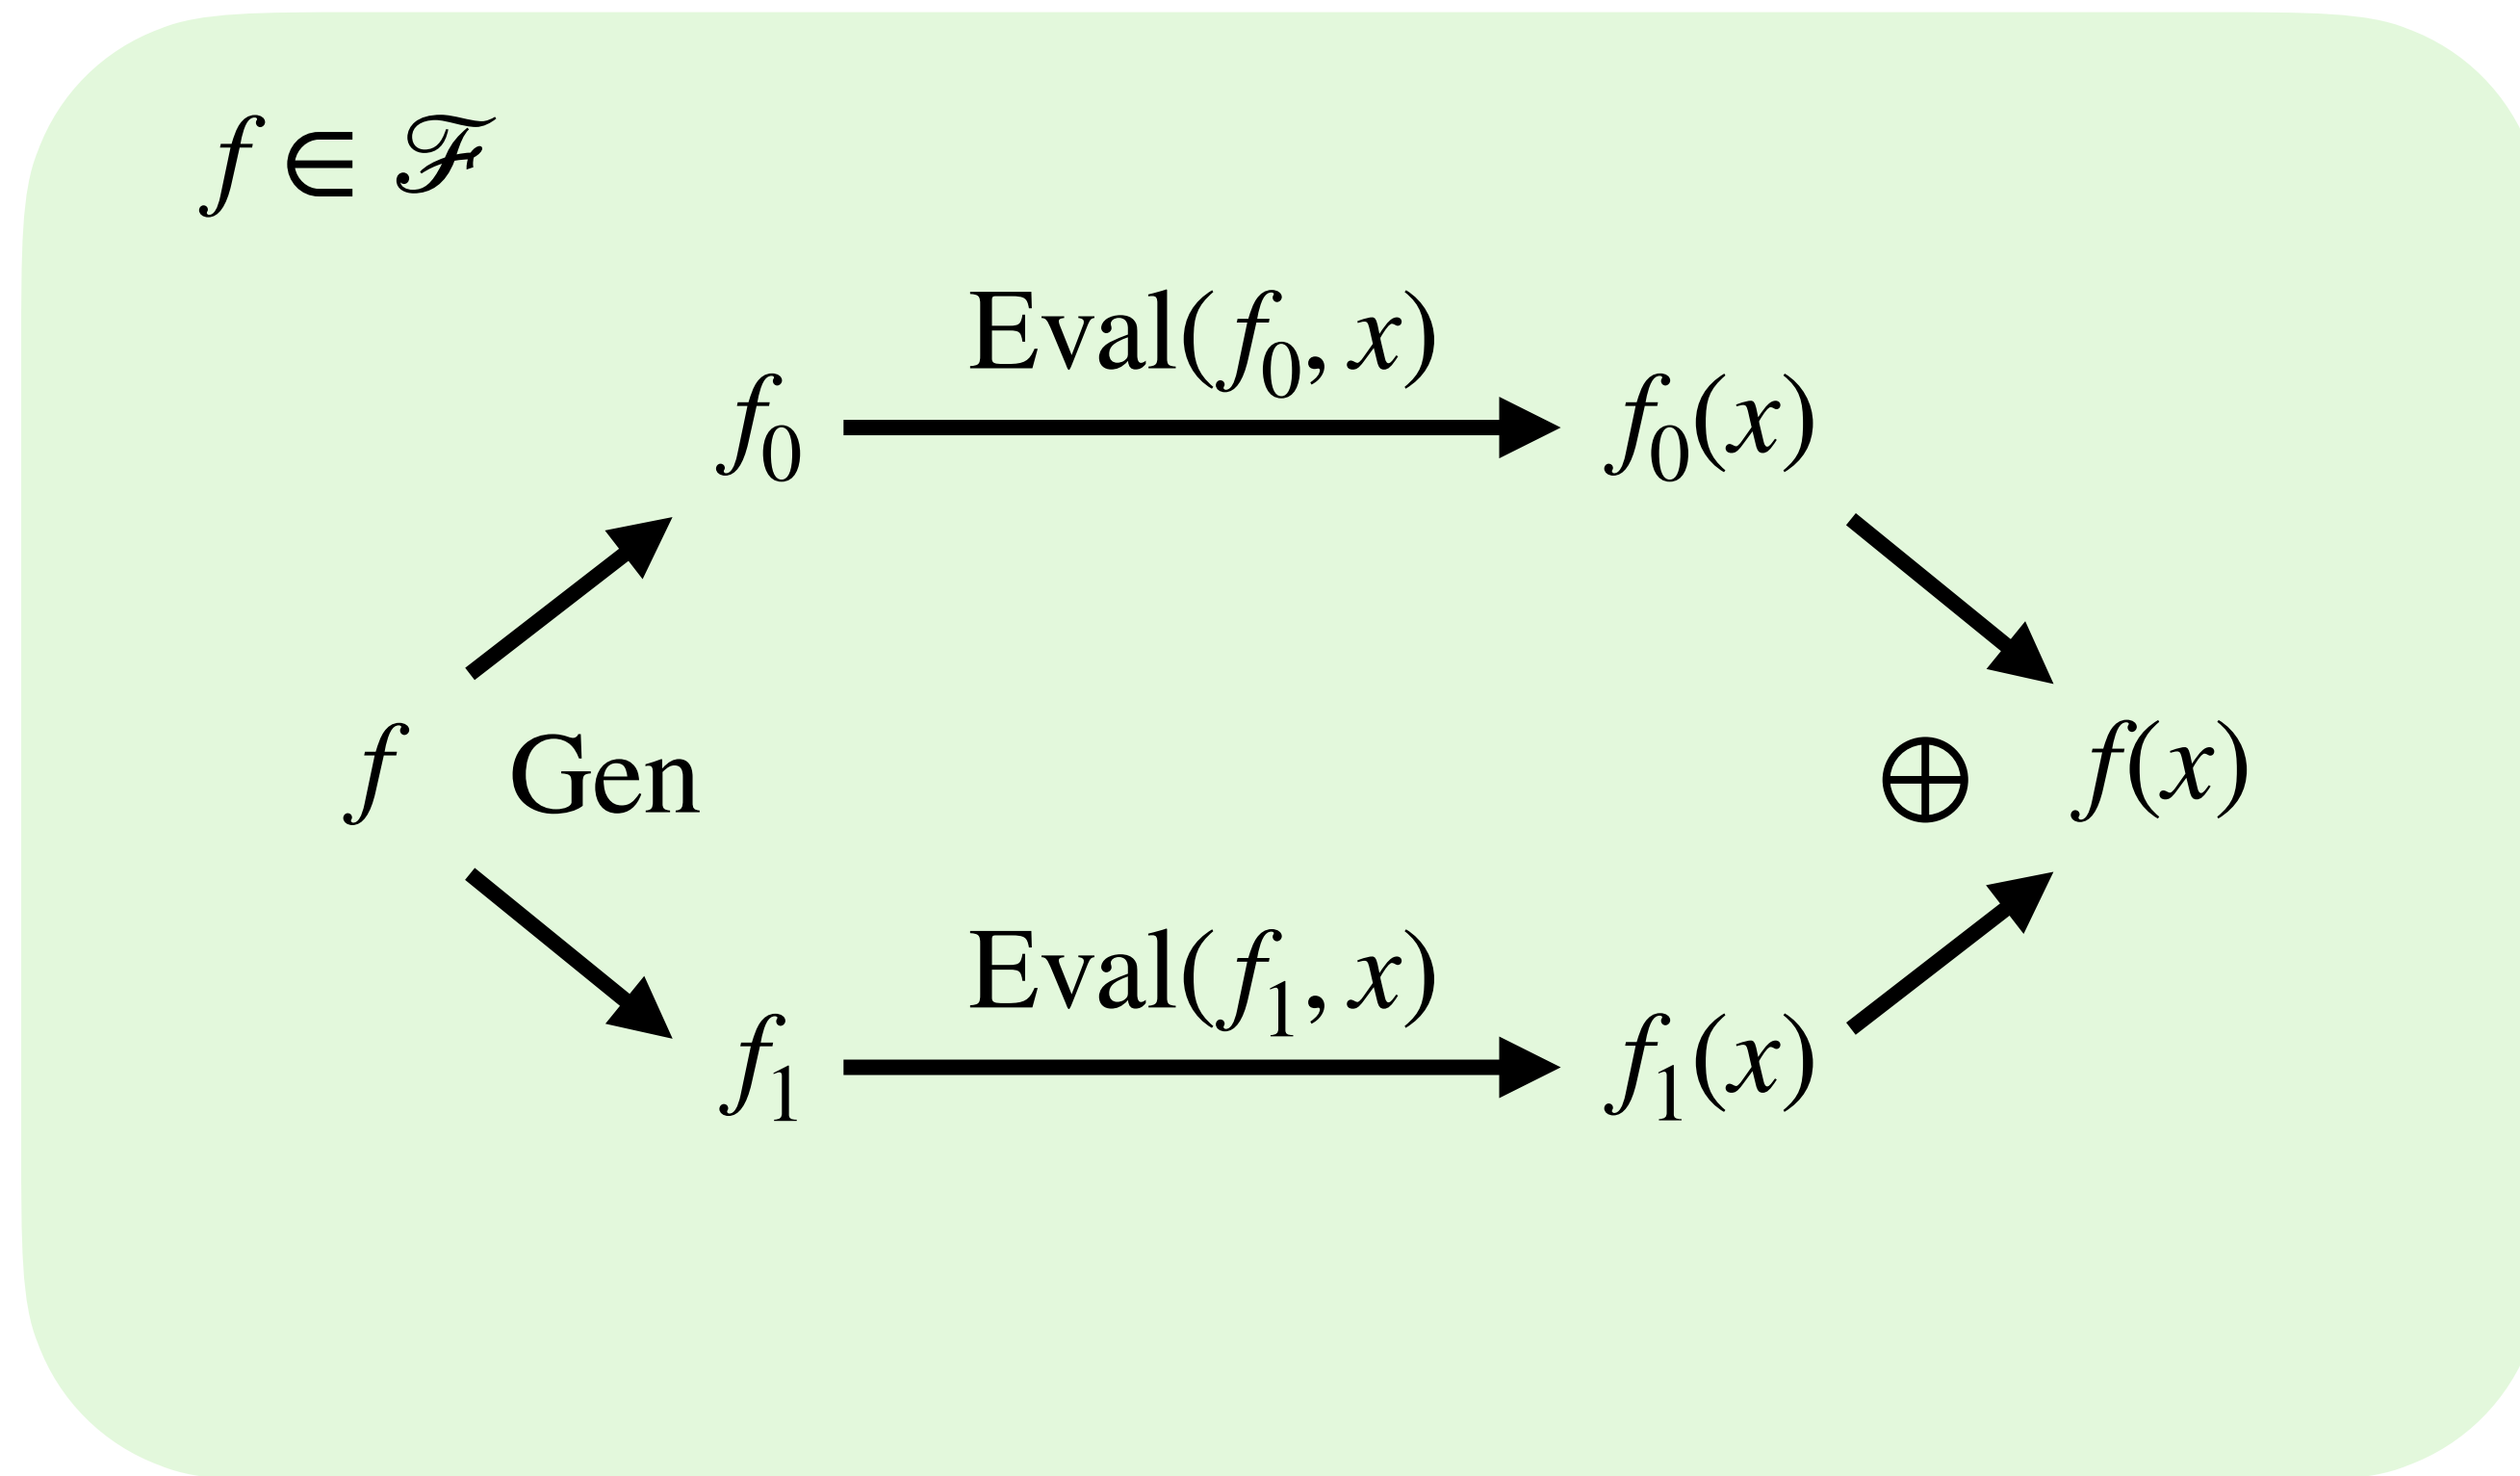 f ∈ ℱ
Eval(f₀, x)
f₀ f₀(x)
f Gen ⊕ f(x)
Eval(f₁, x)
f₁ f₁(x)